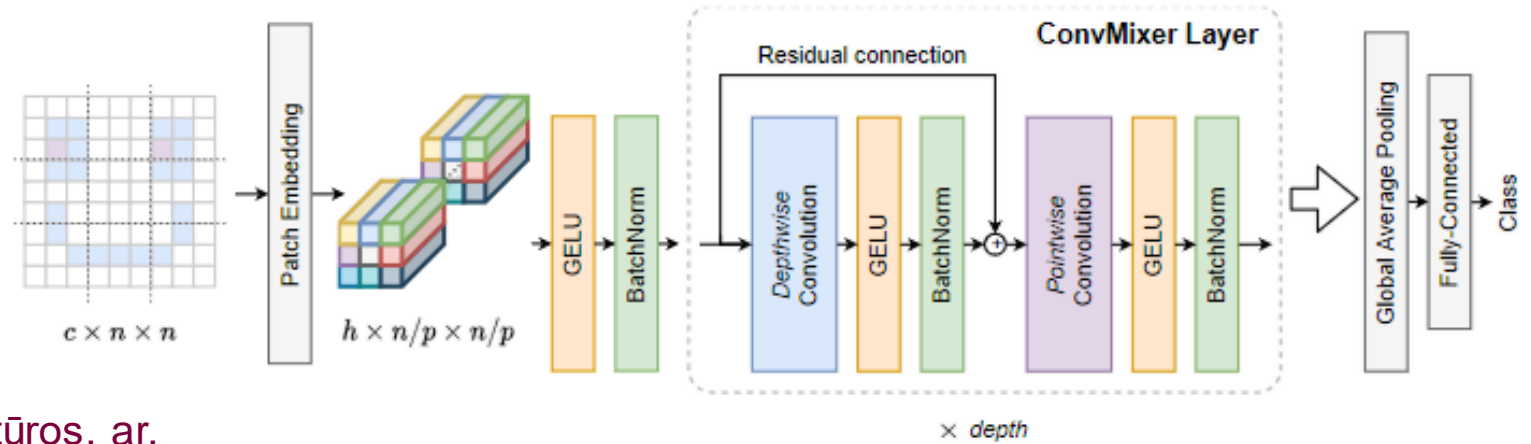 ConvMixer Layer
Residual connection
c × n × n
Patch Embedding
h × n/p × n/p
GELU
BatchNorm
Depthwise
Convolution
GELU
BatchNorm
+
Pointwise
Convolution
GELU
BatchNorm
× depth
Global Average Pooling
Fully-Connected
Class
tūros. ar.